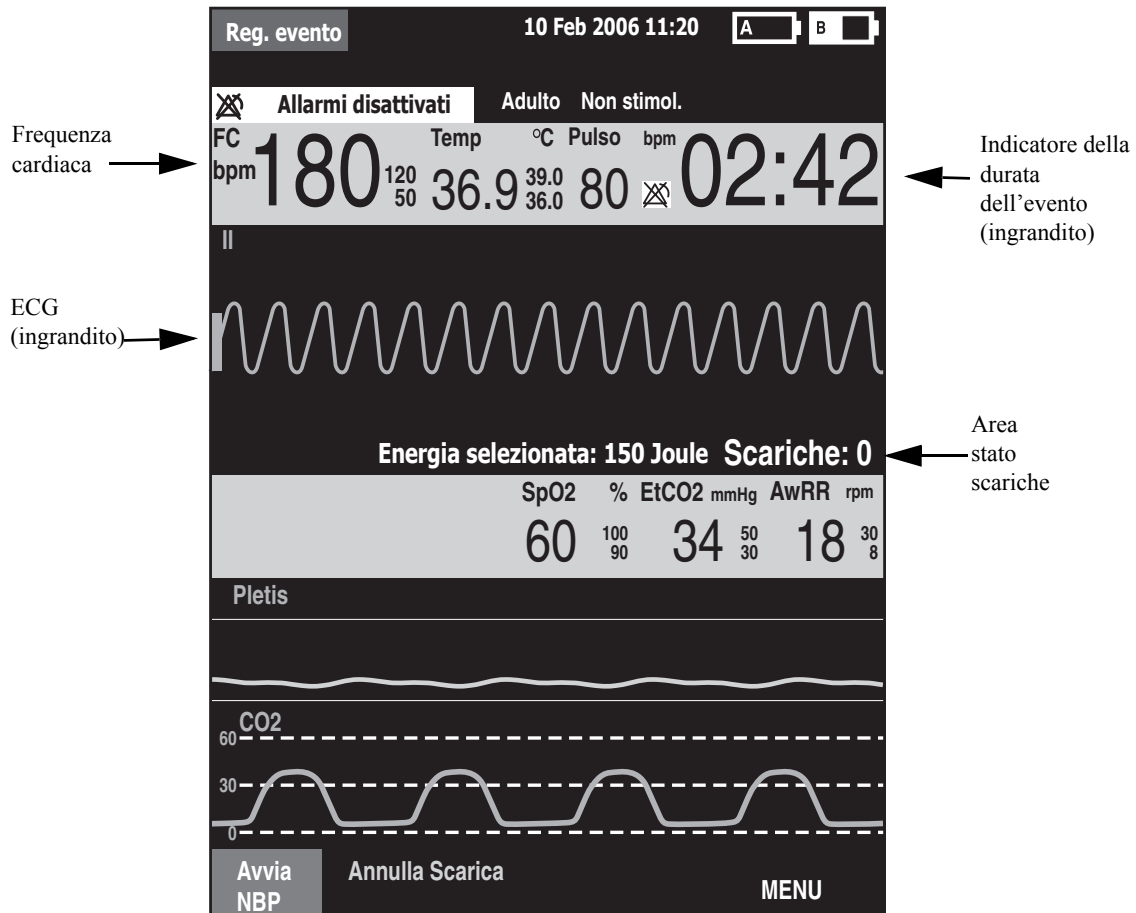 Reg. evento
10 Feb 2006 11:20
A
B
Allarmi disattivati
Adulto Non stimol.
Frequenza
cardiaca
FC
bpm
180
120
50
Temp °C
36.9
39.0
36.0
Pulso bpm
80
02:42
Indicatore della
durata
dell'evento
(ingrandito)
II
ECG
(ingrandito)
Energia selezionata: 150 Joule Scariche: 0
Area
stato
scariche
SpO2 %
60
100
90
EtCO2 mmHg
34
50
30
AwRR rpm
18
30
8
Pletis
CO2
60
30
0
Avvia
NBP
Annulla Scarica
MENU